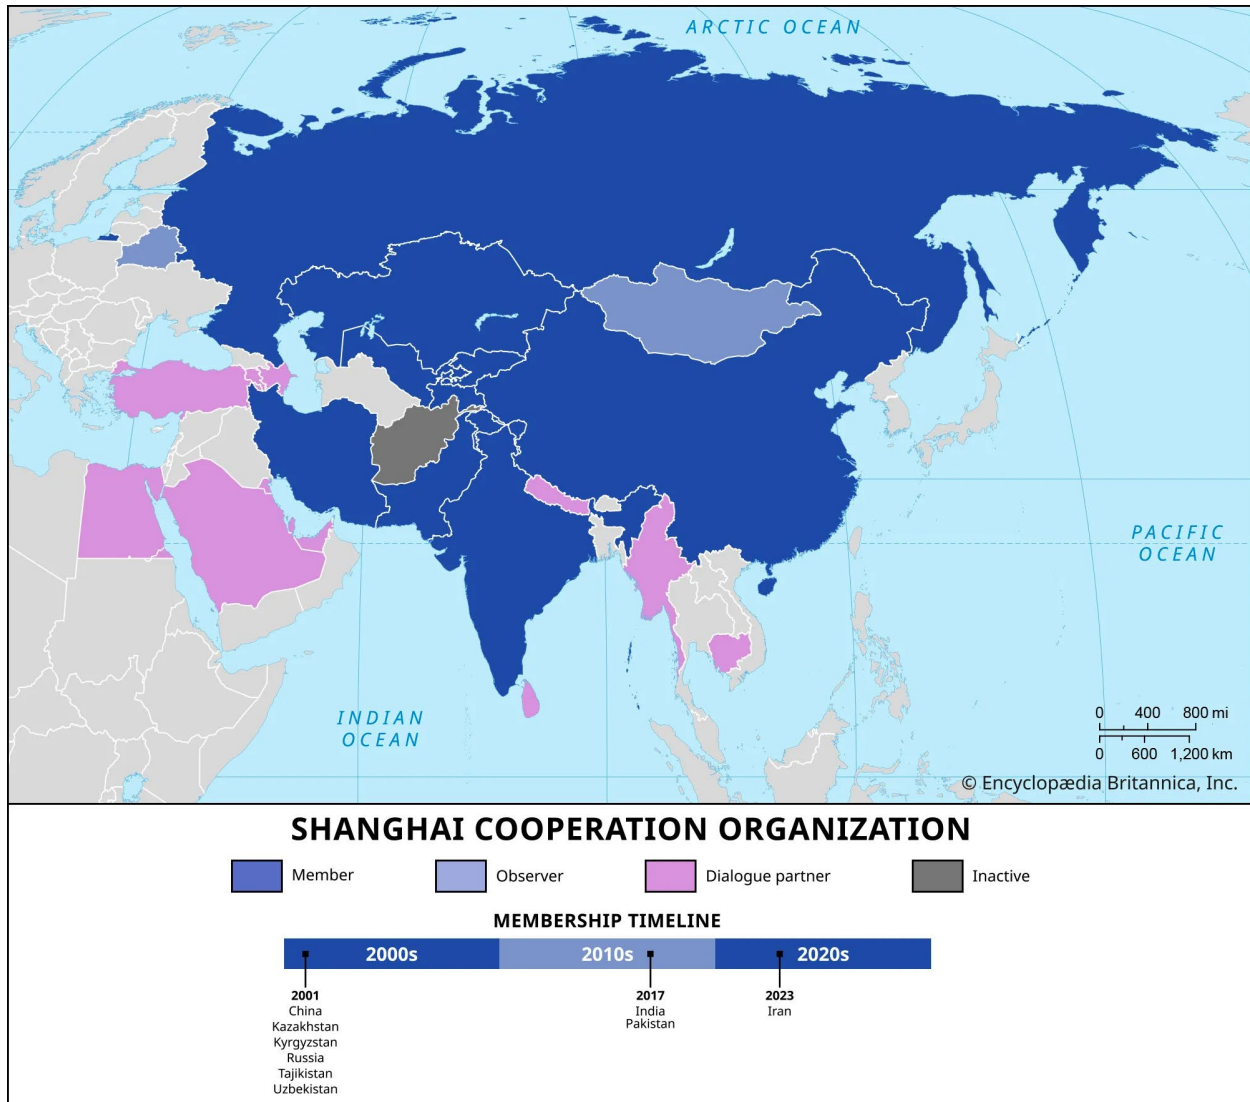 ARCTIC OCEAN
PACIFIC
OCEAN
INDIAN
OCEAN
0 400 800 mi
0 600 1,200 km
© Encyclopædia Britannica, Inc.
SHANGHAI COOPERATION ORGANIZATION
Member
Observer
Dialogue partner
Inactive
MEMBERSHIP TIMELINE
2000s
2010s
2020s
2001
China
Kazakhstan
Kyrgyzstan
Russia
Tajikistan
Uzbekistan
2017
India
Pakistan
2023
Iran